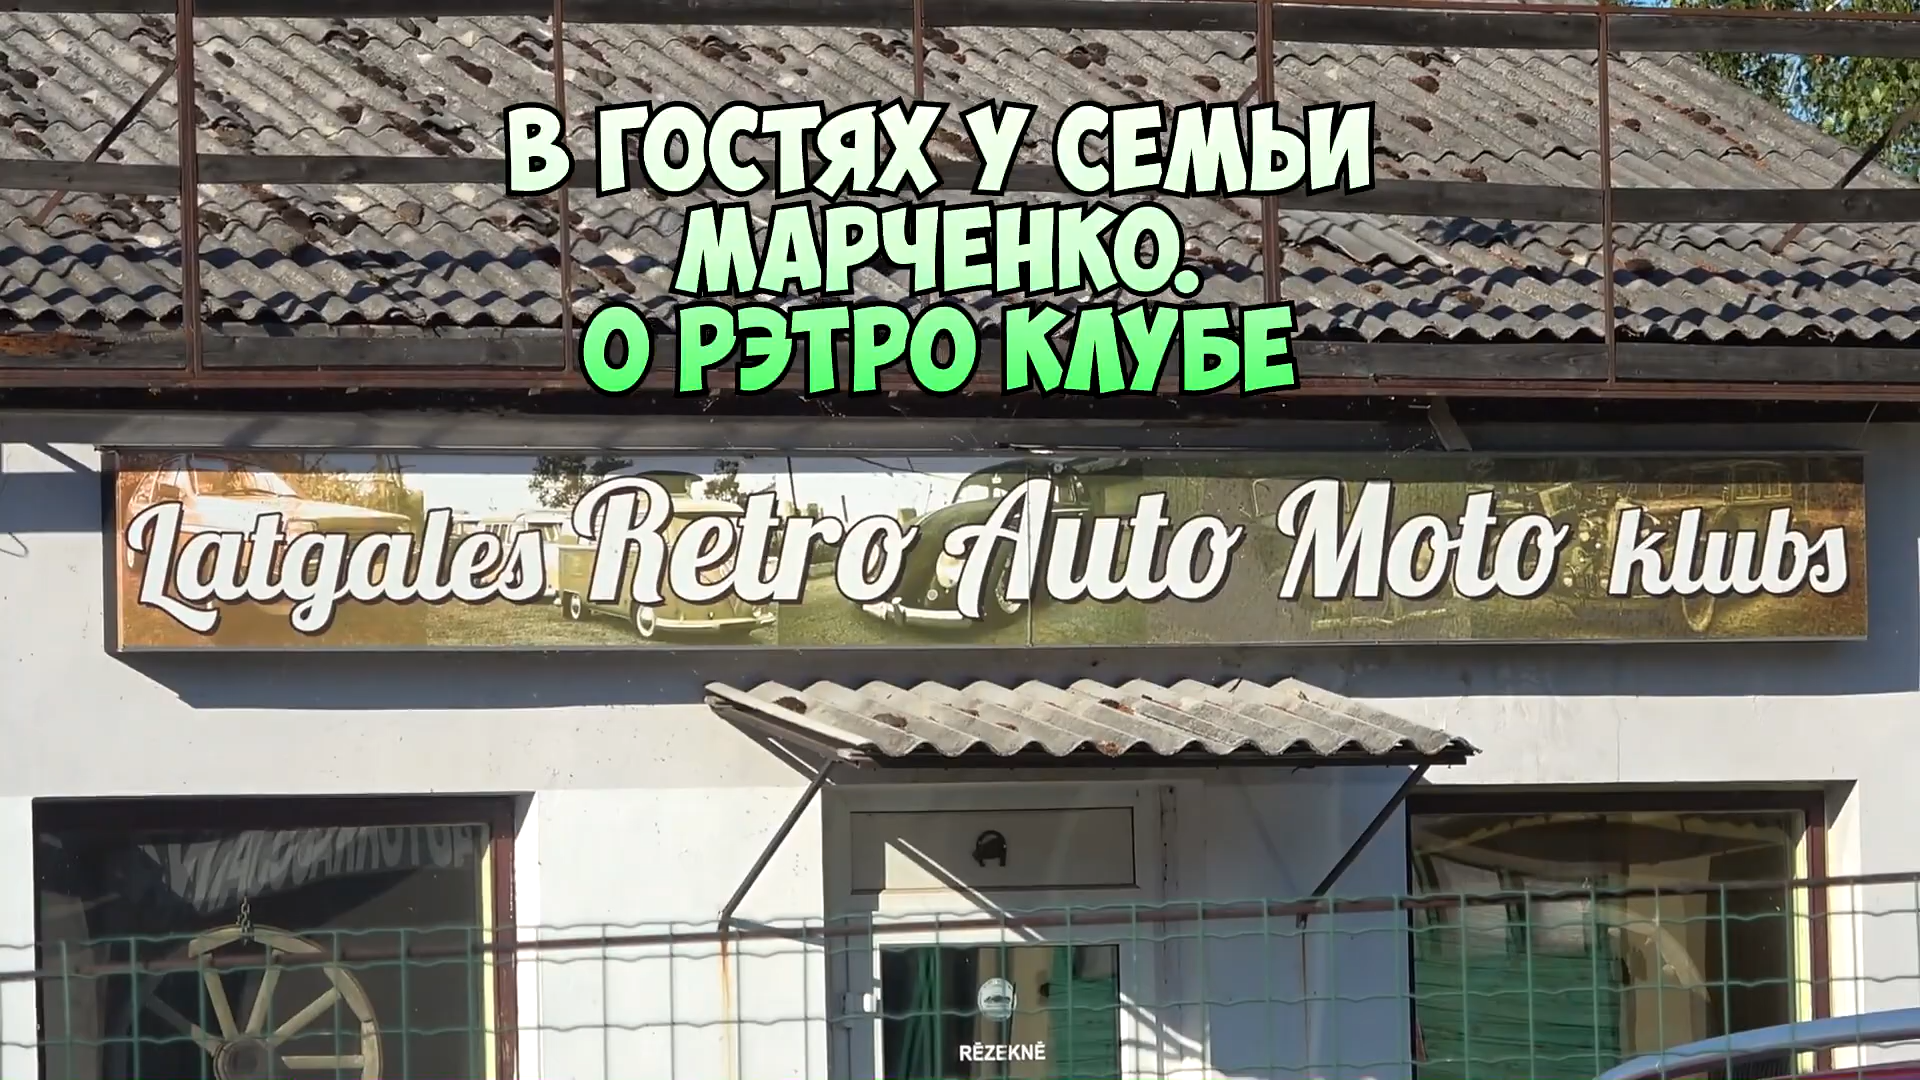 В ГОСТЯХ У СЕМЬИ
МАРЧЕНКО.
О РЭТРО КЛУБЕ
Latgales Retro Auto Moto klubs
RĒZEKNĒ